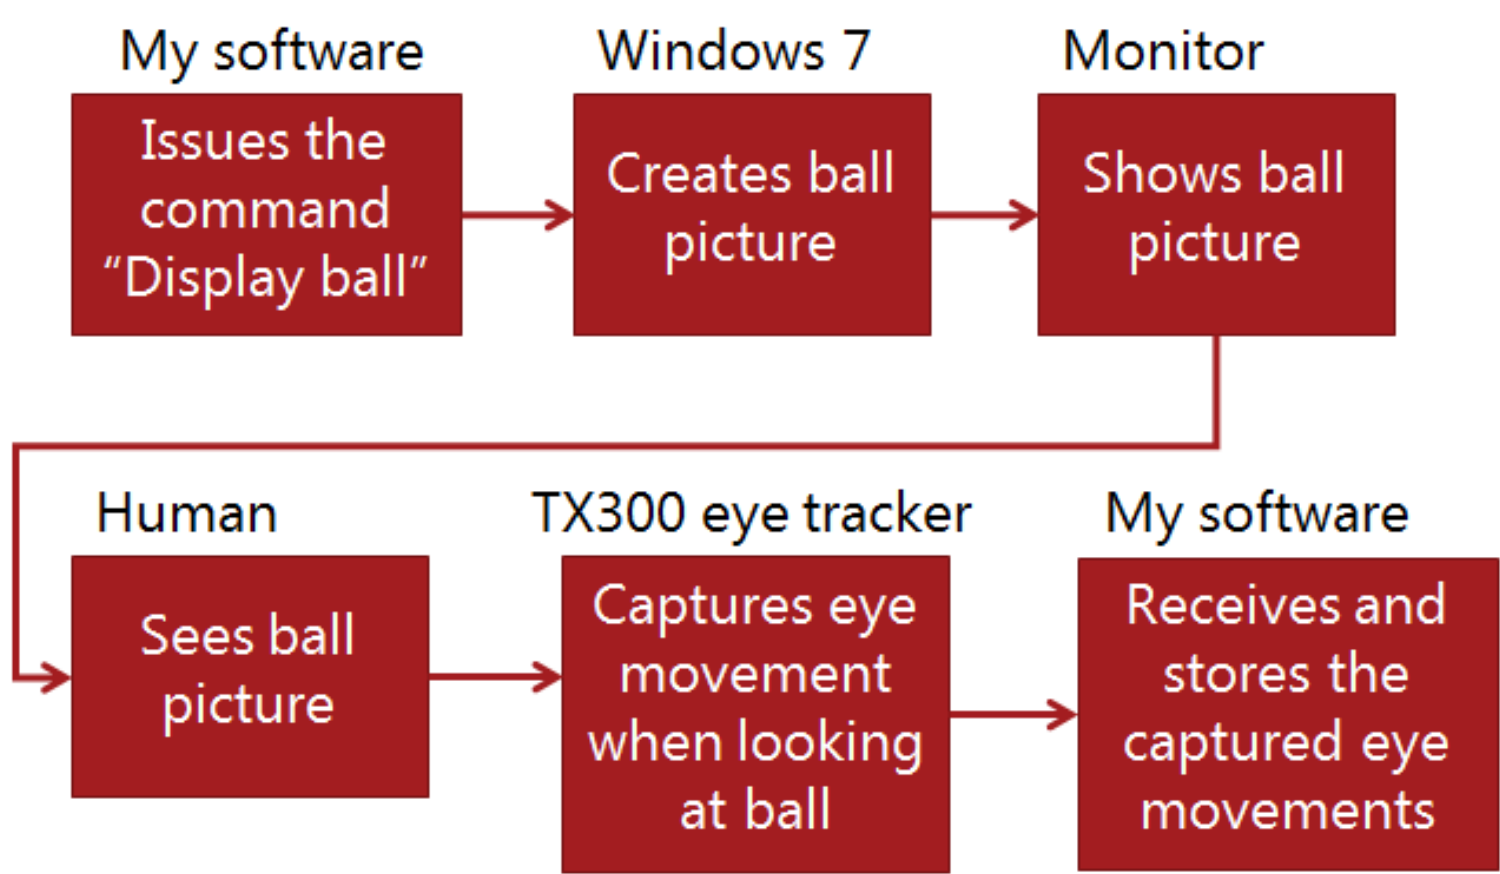 My software
Issues the
command
“Display ball”
Windows 7
Creates ball
picture
Monitor
Shows ball
picture
Human
Sees ball
picture
TX300 eye tracker
Captures eye
movement
when looking
at ball
My software
Receives and
stores the
captured eye
movements